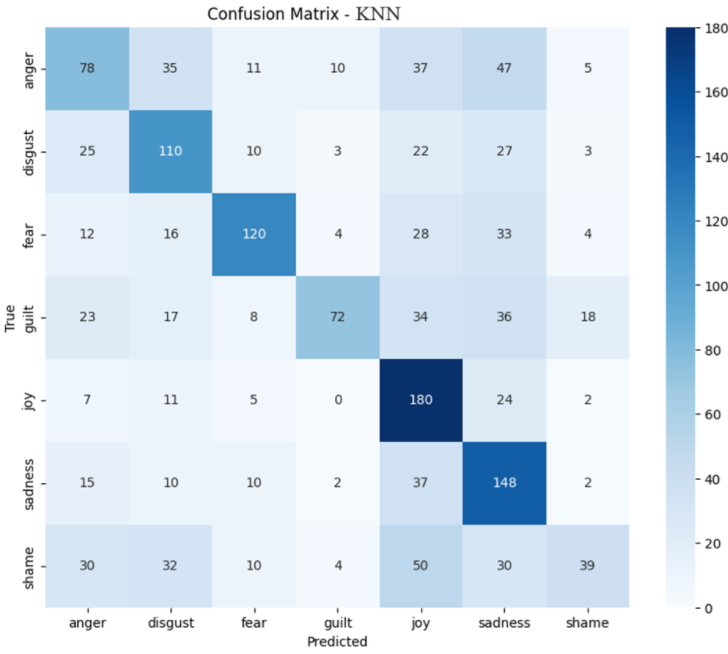 Confusion Matrix - KNN
anger 78 35 11 10 37 47 5
disgust 25 110 10 3 22 27 3
fear 12 16 120 4 28 33 4
True
guilt 23 17 8 72 34 36 18
joy 7 11 5 0 180 24 2
sadness 15 10 10 2 37 148 2
shame 30 32 10 4 50 30 39
anger disgust fear guilt joy sadness shame
Predicted
180
160
140
120
100
80
60
40
20
0